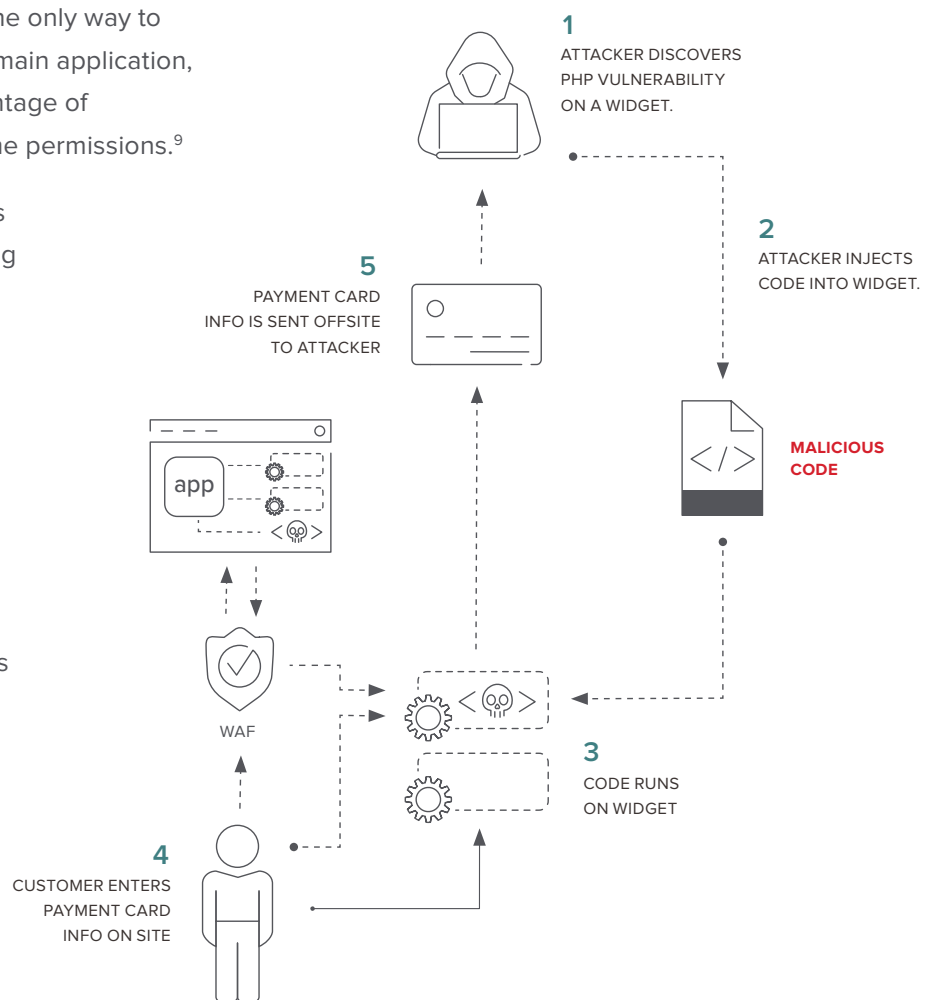 ne only way to
main application,
ntage of
ne permissions.⁹
s
g
s
1
ATTACKER DISCOVERS
PHP VULNERABILITY
ON A WIDGET.
2
ATTACKER INJECTS
CODE INTO WIDGET.
5
PAYMENT CARD
INFO IS SENT OFFSITE
TO ATTACKER
MALICIOUS
CODE
</>
app
WAF
3
CODE RUNS
ON WIDGET
4
CUSTOMER ENTERS
PAYMENT CARD
INFO ON SITE